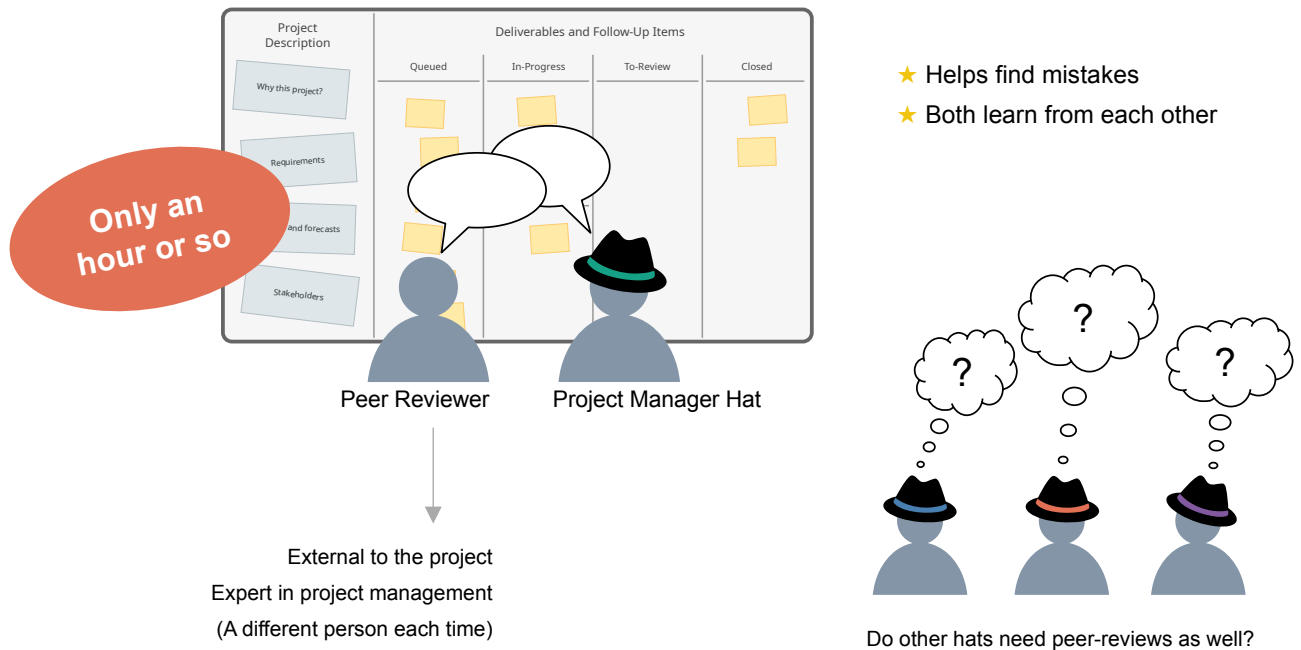 Project
Description
Deliverables and Follow-Up Items
Queued
In-Progress
To-Review
Closed
Why this project?
Requirements
and forecasts
Stakeholders
Only an
hour or so
★ Helps find mistakes
★ Both learn from each other
Peer Reviewer
Project Manager Hat
External to the project
Expert in project management
(A different person each time)
?
?
?
Do other hats need peer-reviews as well?